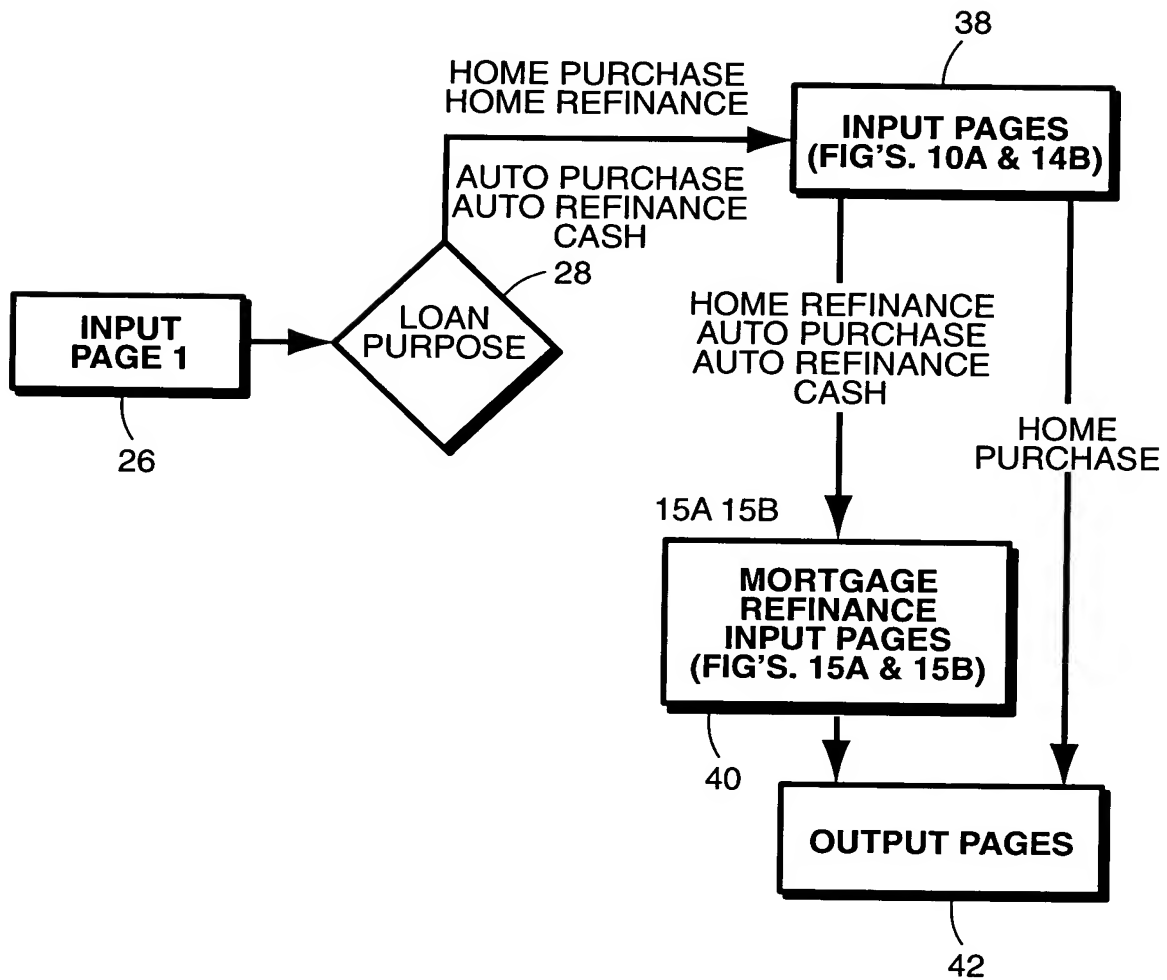 38
HOME PURCHASE
HOME REFINANCE
INPUT PAGES
(FIG'S. 10A & 14B)
AUTO PURCHASE
AUTO REFINANCE
CASH
28
INPUT
PAGE 1
LOAN
PURPOSE
26
HOME REFINANCE
AUTO PURCHASE
AUTO REFINANCE
CASH
HOME
PURCHASE
15A 15B
MORTGAGE
REFINANCE
INPUT PAGES
(FIG'S. 15A & 15B)
40
OUTPUT PAGES
42